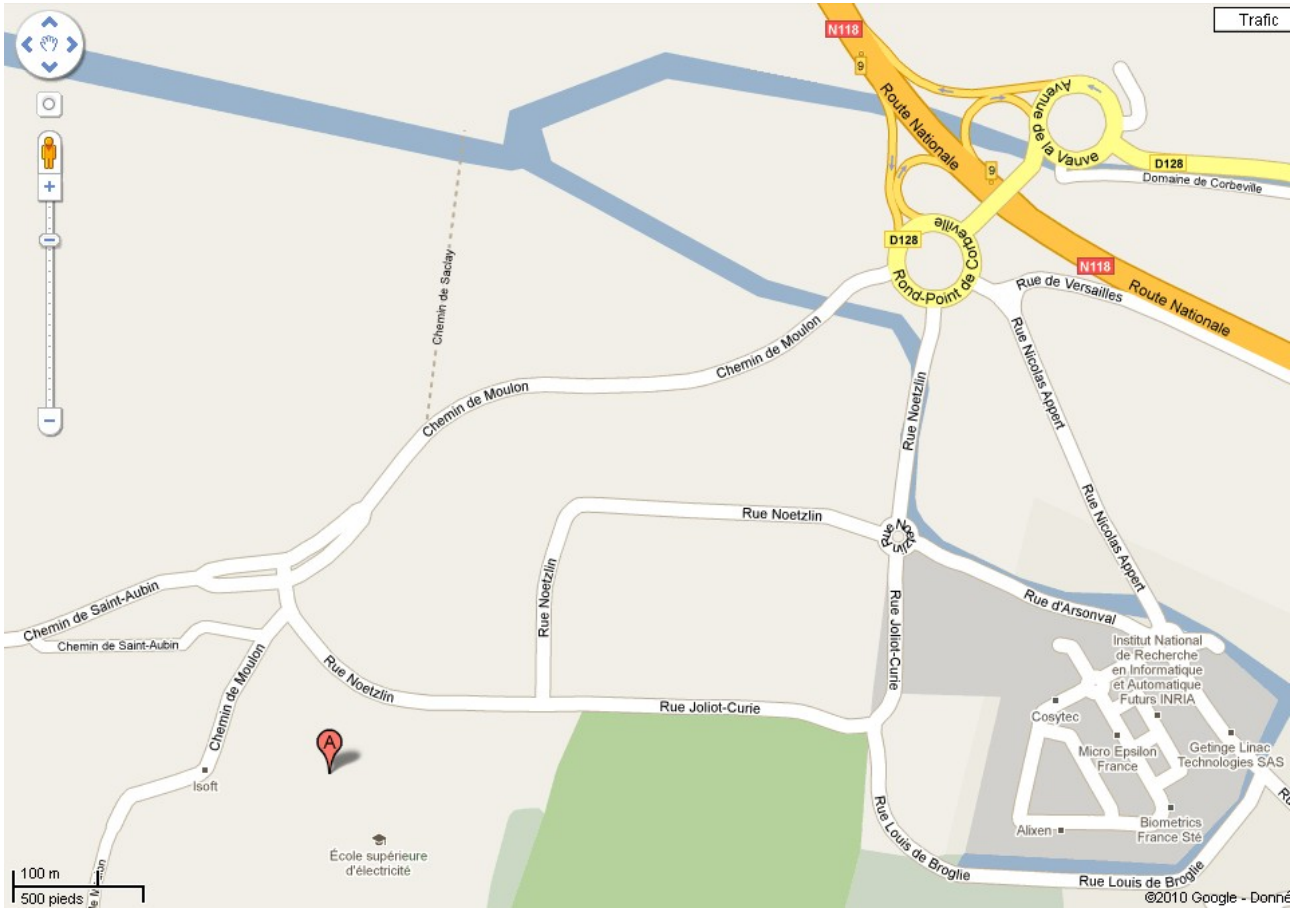 Trafic
N118
9
Route Nationale
Avenue de la Vauve
9
D128
Domaine de Corbeville
D128
Rond-Point de Corbeville
N118
Route Nationale
Rue de Versailles
Chemin de Saclay
Chemin de Moulon
Rue Nicolas Appert
Chemin de Moulon
Rue Noetzlin
Rue Nicolas Appert
Rue Noetzlin
Rue Noetzlin
Rue Noetzlin
Chemin de Saint-Aubin
Chemin de Saint-Aubin
Rue d'Arsonval
Rue Joliot-Curie
Institut National
de Recherche
en Informatique
et Automatique
Futurs INRIA
Rue Noetzlin
Chemin de Moulon
Rue Joliot-Curie
Cosytec
Micro Epsilon
France
Getinge Linac
Technologies SAS
A
Isoft
Biometrics
France Sté
Alixen
École supérieure
d'électricité
Rue Louis de Broglie
Rue Louis de Broglie
100 m
500 pieds
©2010 Google - Donné